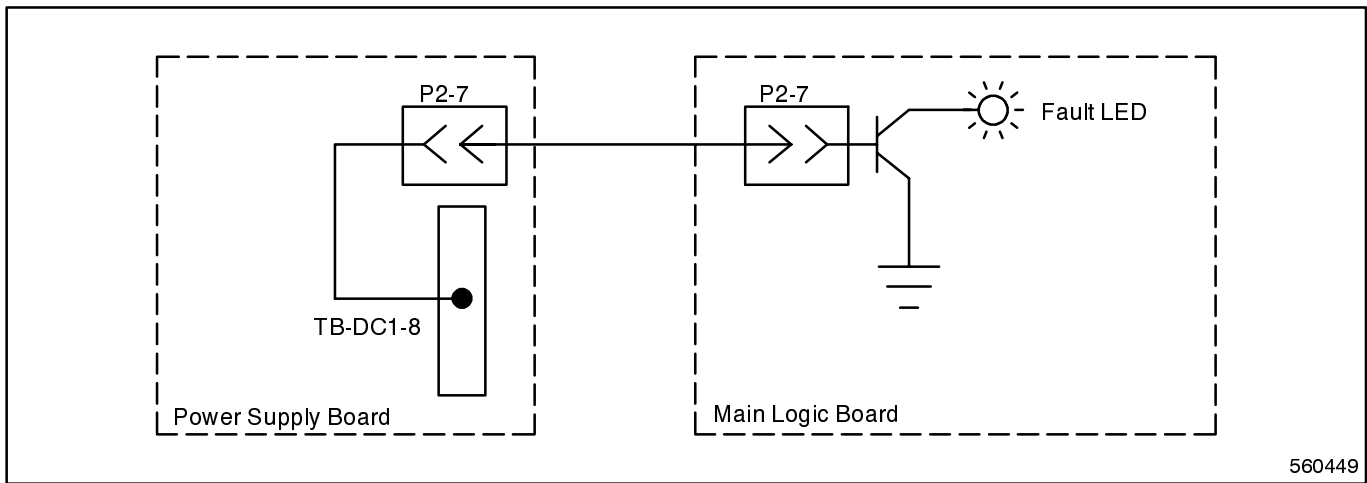 P2-7
P2-7
Fault LED
TB-DC1-8
Power Supply Board
Main Logic Board
560449